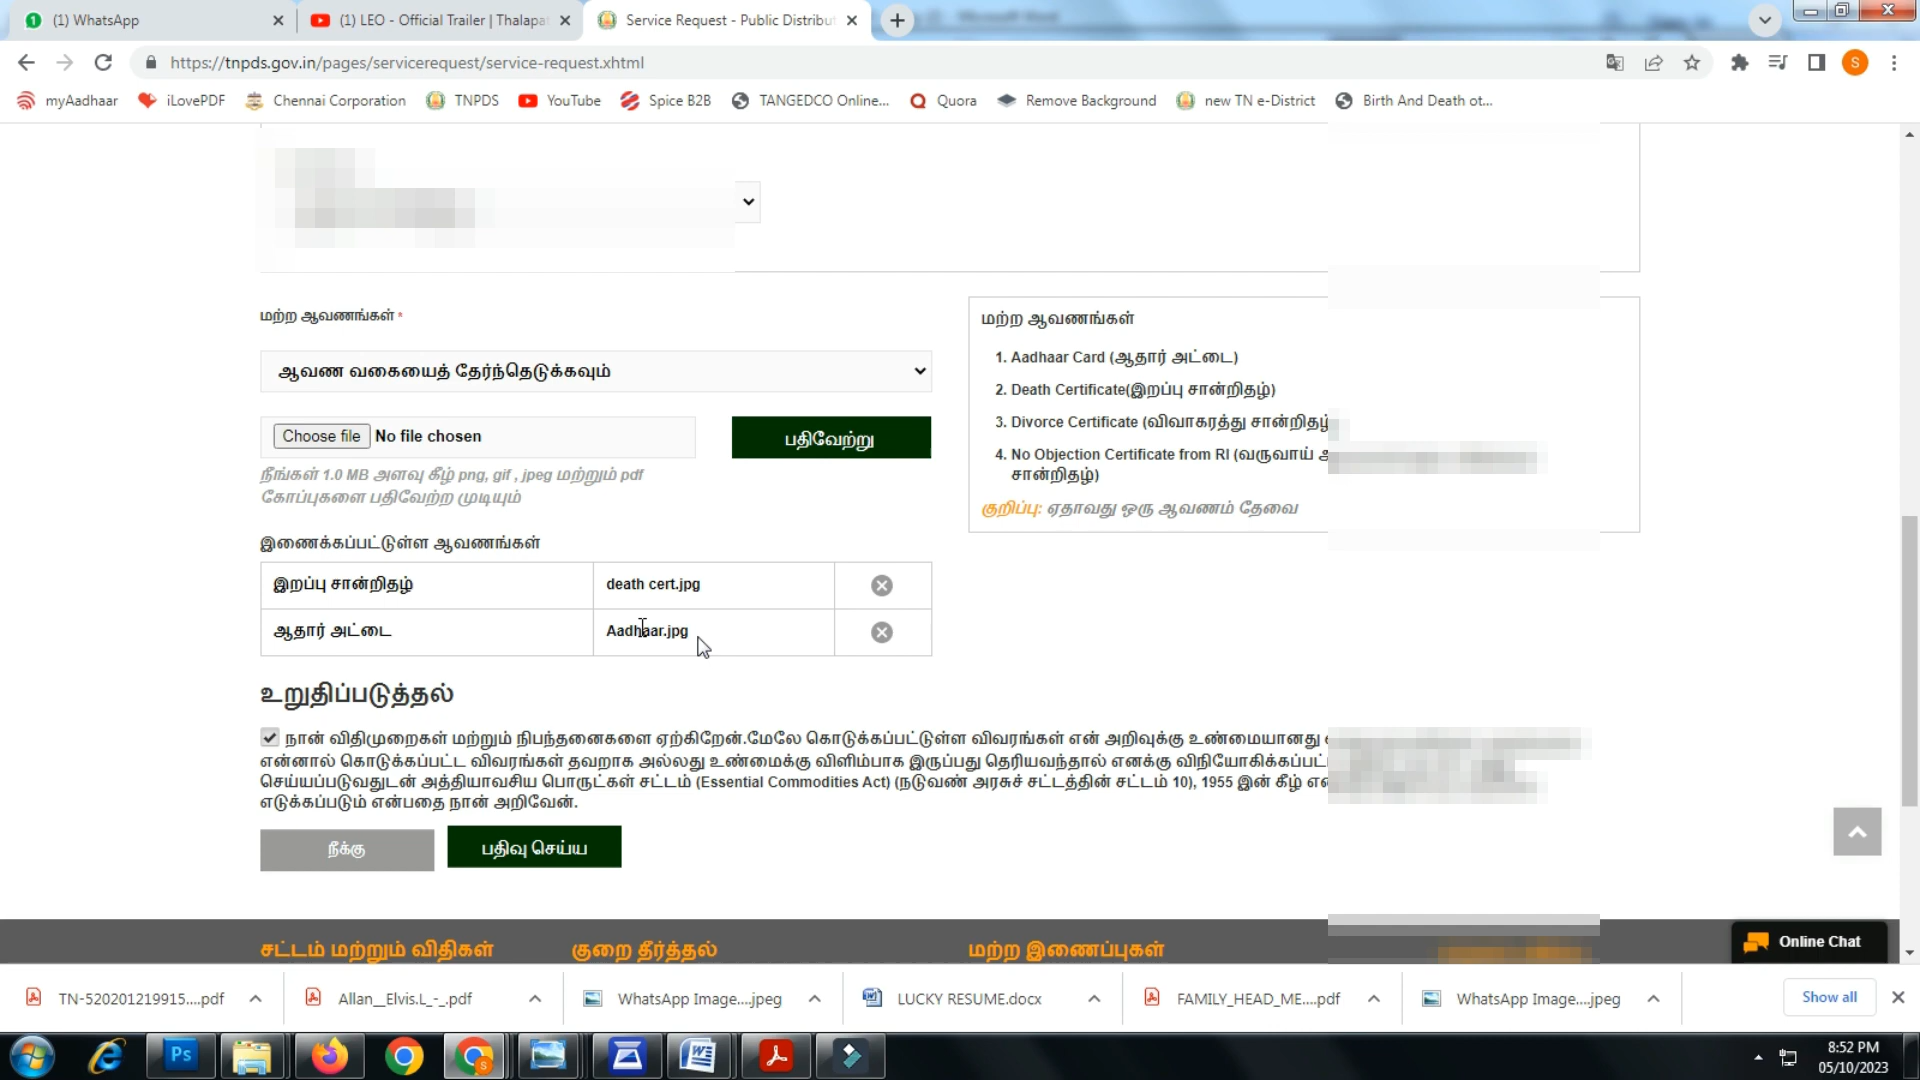 (1) WhatsApp
(1) LEO - Official Trailer | Thalapat
Service Request - Public Distribut
https://tnpds.gov.in/pages/servicerequest/service-request.xhtml
S
myAadhaar
iLovePDF
Chennai Corporation
TNPDS
YouTube
Spice B2B
TANGEDCO Online...
Quora
Remove Background
new TN e-District
Birth And Death ot...
மற்ற ஆவணங்கள் *
ஆவண வகையைத் தேர்ந்தெடுக்கவும்
Choose file No file chosen
பதிவேற்று
நீங்கள் 1.0 MB அளவு கீழ் png, gif , jpeg மற்றும் pdf
கோப்புகளை பதிவேற்ற முடியும்
மற்ற ஆவணங்கள்
1. Aadhaar Card (ஆதார் அட்டை)
2. Death Certificate(இறப்பு சான்றிதழ்)
3. Divorce Certificate (விவாகரத்து சான்றிதழ்
4. No Objection Certificate from RI (வருவாய்
சான்றிதழ்)
குறிப்பு: ஏதாவது ஒரு ஆவணம் தேவை
இணைக்கப்பட்டுள்ள ஆவணங்கள்
இறப்பு சான்றிதழ் death cert.jpg
ஆதார் அட்டை Aadhaar.jpg
உறுதிப்படுத்தல்
நான் விதிமுறைகள் மற்றும் நிபந்தனைகளை ஏற்கிறேன்.மேலே கொடுக்கப்பட்டுள்ள விவரங்கள் என் அறிவுக்கு உண்மையானது
என்னால் கொடுக்கப்பட்ட விவரங்கள் தவறாக அல்லது உண்மைக்கு விளிம்பாக இருப்பது தெரியவந்தால் எனக்கு
செய்யப்படுவதுடன் அத்தியாவசிய பொருட்கள் சட்டம் (Essential Commodities Act) (நடுவண் அரசுச் சட்டத்தின் சட்டம் 10), 1955 இன் கீழ்
எடுக்கப்படும் என்பதை நான் அறிவேன்.
நீக்கு
பதிவு செய்ய
சட்டம் மற்றும் விதிகள்
குறை தீர்த்தல்
மற்ற இணைப்புகள்
Online Chat
TN-520201219915....pdf
Allan__Elvis.L_-_.pdf
WhatsApp Image....jpeg
LUCKY RESUME.docx
FAMILY_HEAD_ME....pdf
WhatsApp Image....jpeg
Show all
Ps
8:52 PM
05/10/2023